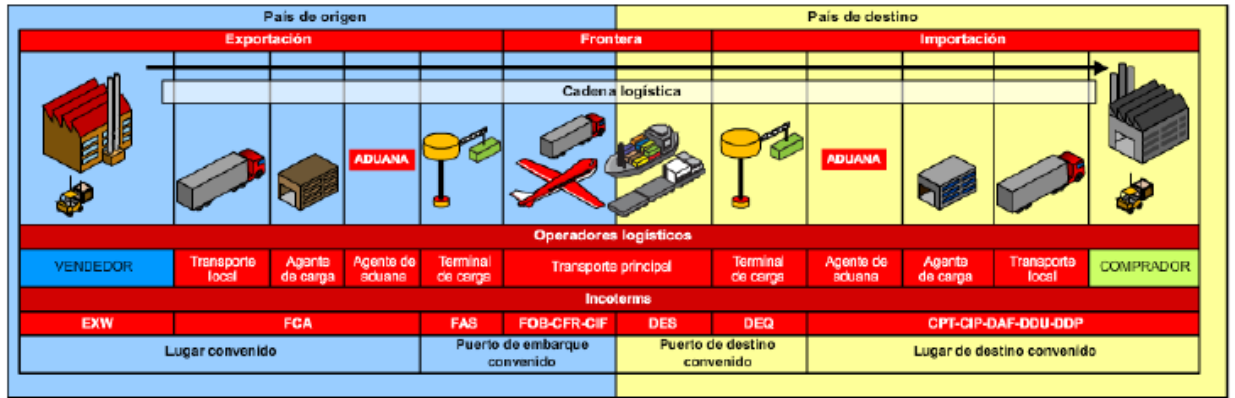 País de origen
País de destino
Exportación
Frontera
Importación
Cadena logística
ADUANA
ADUANA
Operadores logísticos
VENDEDOR
Transporte
local
Agente
de carga
Agente de
aduana
Terminal
de carga
Transporte principal
Terminal
de carga
Agente de
aduana
Agente
de carga
Transporte
local
COMPRADOR
Incoterms
EXW
FCA
FAS
FOB-CFR-CIF
DES
DEQ
CPT-CIP-DAF-DDU-DDP
Lugar convenido
Puerto de embarque
convenido
Puerto de destino
convenido
Lugar de destino convenido